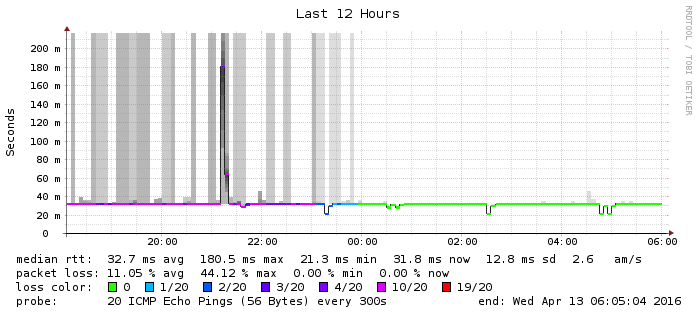 Last 12 Hours
RRDTOOL / TOBI OETIKER
Seconds
200 m
180 m
160 m
140 m
120 m
100 m
80 m
60 m
40 m
20 m
0
20:00 22:00 00:00 02:00 04:00 06:00
median rtt: 32.7 ms avg 180.5 ms max 21.3 ms min 31.8 ms now 12.8 ms sd 2.6 am/s
packet loss: 11.05 % avg 44.12 % max 0.00 % min 0.00 % now
loss color: 0 1/20 2/20 3/20 4/20 10/20 19/20
probe: 20 ICMP Echo Pings (56 Bytes) every 300s end: Wed Apr 13 06:05:04 2016